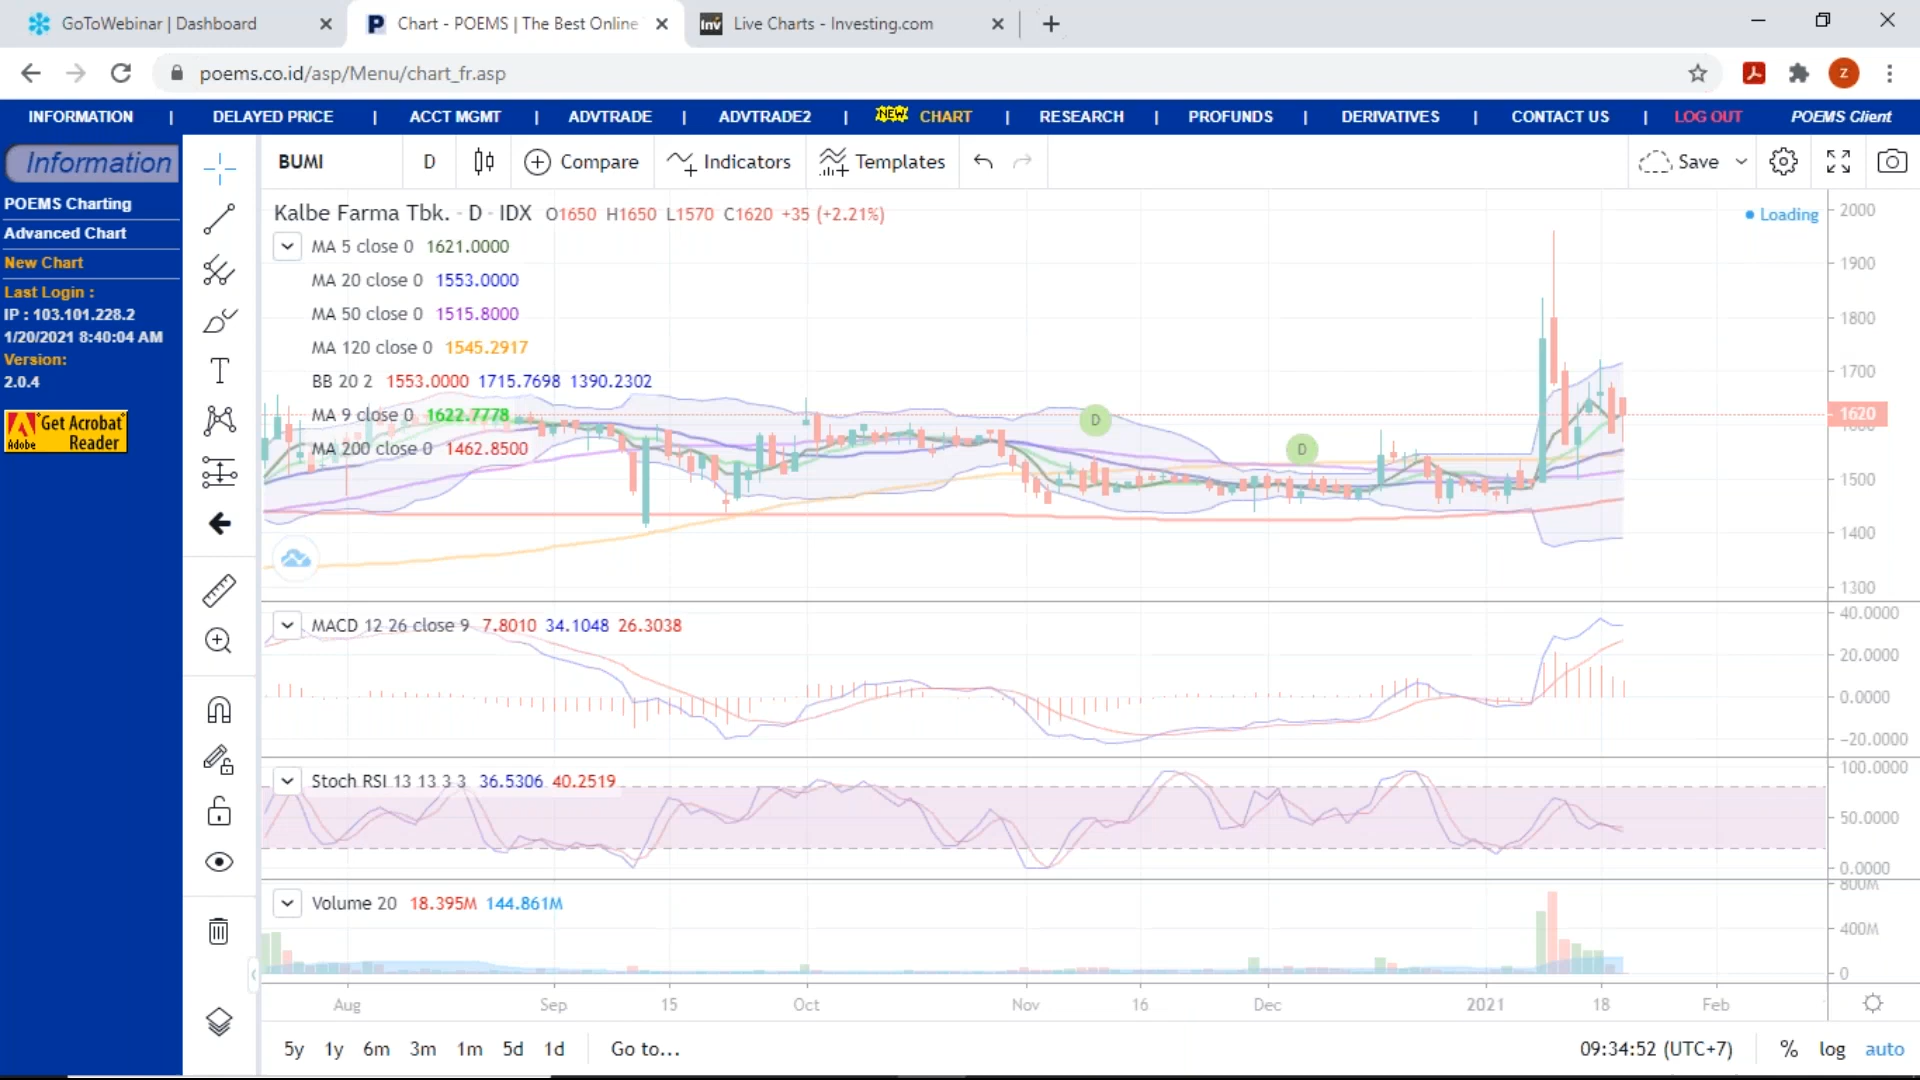 GoToWebinar | Dashboard
Chart - POEMS | The Best Online
Inv Live Charts - Investing.com
poems.co.id/asp/Menu/chart_fr.asp
Z
INFORMATION | DELAYED PRICE | ACCT MGMT | ADVTRADE | ADVTRADE2 | NEW CHART | RESEARCH | PROFUNDS | DERIVATIVES | CONTACT US | LOG OUT POEMS Client
Information
POEMS Charting
Advanced Chart
New Chart
Last Login :
IP : 103.101.228.2
1/20/2021 8:40:04 AM
Version:
2.0.4
Get Acrobat
Adobe Reader
BUMI D Compare Indicators Templates Save
Kalbe Farma Tbk. - D - IDX O1650 H1650 L1570 C1620 +35 (+2.21%)
Loading
MA 5 close 0 1621.0000
MA 20 close 0 1553.0000
MA 50 close 0 1515.8000
MA 120 close 0 1545.2917
BB 20 2 1553.0000 1715.7698 1390.2302
MA 9 close 0 1622.7778
MA 200 close 0 1462.8500
D
D
2000
1900
1800
1700
1620
1600
1500
1400
1300
MACD 12 26 close 9 7.8010 34.1048 26.3038
40.0000
20.0000
0.0000
-20.0000
Stoch RSI 13 13 3 3 36.5306 40.2519
100.0000
50.0000
0.0000
Volume 20 18.395M 144.861M
800M
400M
0
Aug Sep 15 Oct Nov 16 Dec 2021 18 Feb
5y 1y 6m 3m 1m 5d 1d Go to... 09:34:52 (UTC+7) % log auto